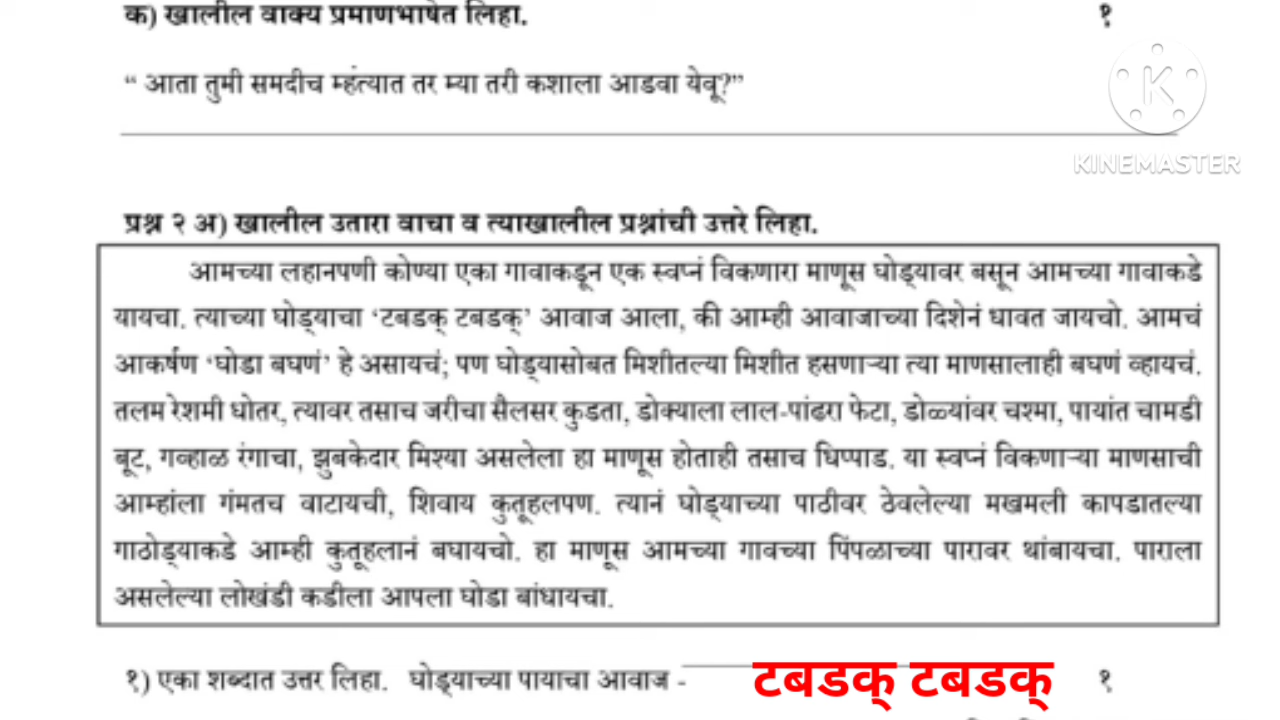 क) खालील वाक्य प्रमाणभाषेत लिहा. १
“ आता तुमी समदीच म्हंत्यात तर म्या तरी कशाला आडवा येवू?”
KINEMASTER
प्रश्न २ अ) खालील उतारा वाचा व त्याखालील प्रश्नांची उत्तरे लिहा.
आमच्या लहानपणी कोण्या एका गावाकडून एक स्वप्नं विकणारा माणूस घोड्यावर बसून आमच्या गावाकडे
यायचा. त्याच्या घोड्याचा ‘टबडक् टबडक्’ आवाज आला, की आम्ही आवाजाच्या दिशेनं धावत जायचो. आमचं
आकर्षण ‘घोडा बघणं’ हे असायचं; पण घोड्यासोबत मिशीतल्या मिशीत हसणाऱ्या त्या माणसालाही बघणं व्हायचं.
तलम रेशमी धोतर, त्यावर तसाच जरीचा सैलसर कुडता, डोक्याला लाल-पांढरा फेटा, डोळ्यांवर चश्मा, पायांत चामडी
बूट, गव्हाळ रंगाचा, झुबकेदार मिश्या असलेला हा माणूस होताही तसाच धिप्पाड. या स्वप्नं विकणाऱ्या माणसाची
आम्हांला गंमतच वाटायची, शिवाय कुतूहलपण. त्यानं घोड्याच्या पाठीवर ठेवलेल्या मखमली कापडातल्या
गाठोड्याकडे आम्ही कुतूहलानं बघायचो. हा माणूस आमच्या गावच्या पिंपळाच्या पारावर थांबायचा. पाराला
असलेल्या लोखंडी कडीला आपला घोडा बांधायचा.
१) एका शब्दात उत्तर लिहा. घोड्याच्या पायाचा आवाज - टबडक् टबडक् १